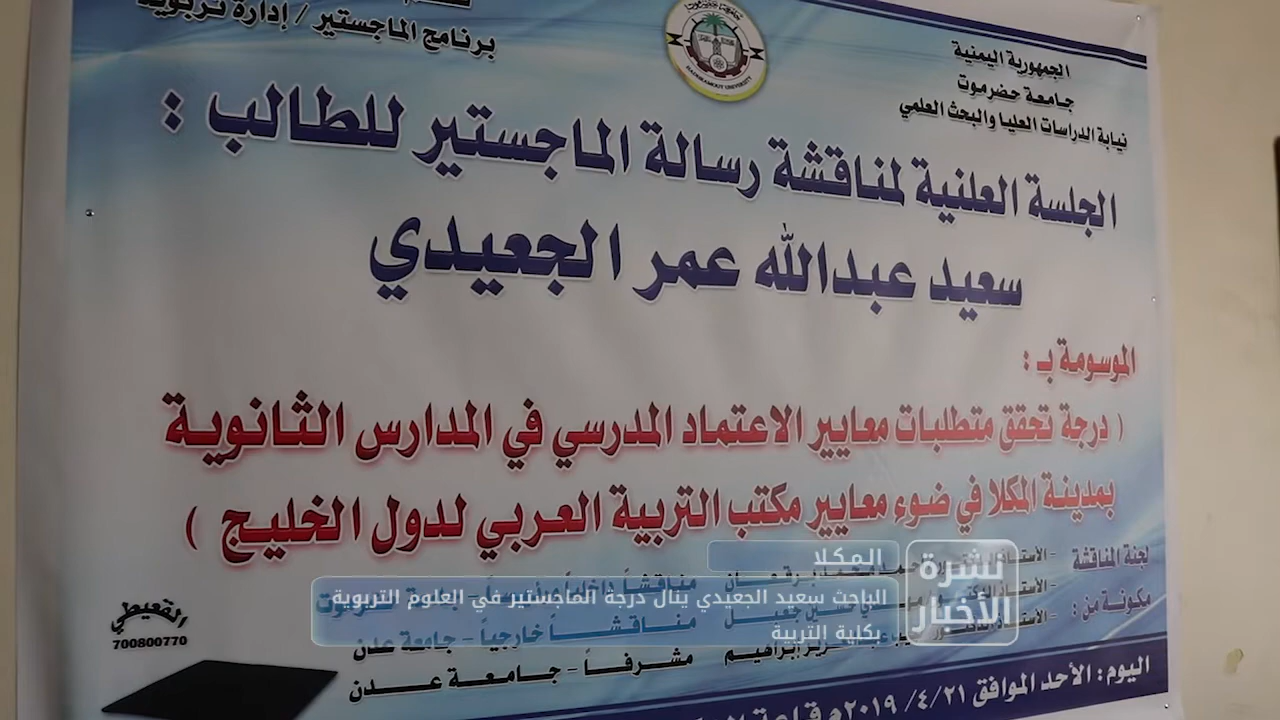 الجمهورية اليمنية
جامعة حضرموت
نيابة الدراسات العليا والبحث العلمي
برنامج الماجستير / إدارة تربوية
HADHRAMOUT UNIVERSITY
الجلسة العلنية لمناقشة رسالة الماجستير للطالب :
سعيد عبدالله عمر الجعيدي
الموسومة بـ :
( درجة تحقق متطلبات معايير الاعتماد المدرسي في المدارس الثانوية
بمدينة المكلا في ضوء معايير مكتب التربية العربي لدول الخليج )
لجنة المناقشة
مكونة من :
مناقشاً خارجياً - جامعة عدن
إبراهيم مشرفاً - جامعة عدن
اليوم : الأحد الموافق ٢١ /٤ /٢٠١٩م
القعيطي
700800770
نشرة
الأخبار
المكلا
الباحث سعيد الجعيدي ينال درجة الماجستير في العلوم التربوية
بكلية التربية